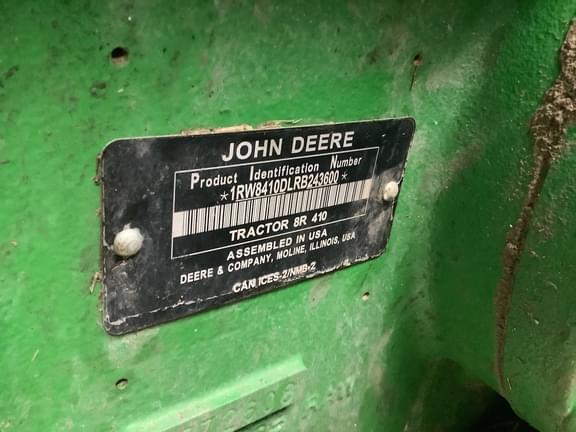 JOHN DEERE
Product Identification Number
*1RW8410DLRB243600*
TRACTOR 8R 410
ASSEMBLED IN USA
DEERE & COMPANY, MOLINE, ILLINOIS, USA
CAN ICES-2/NMB-2